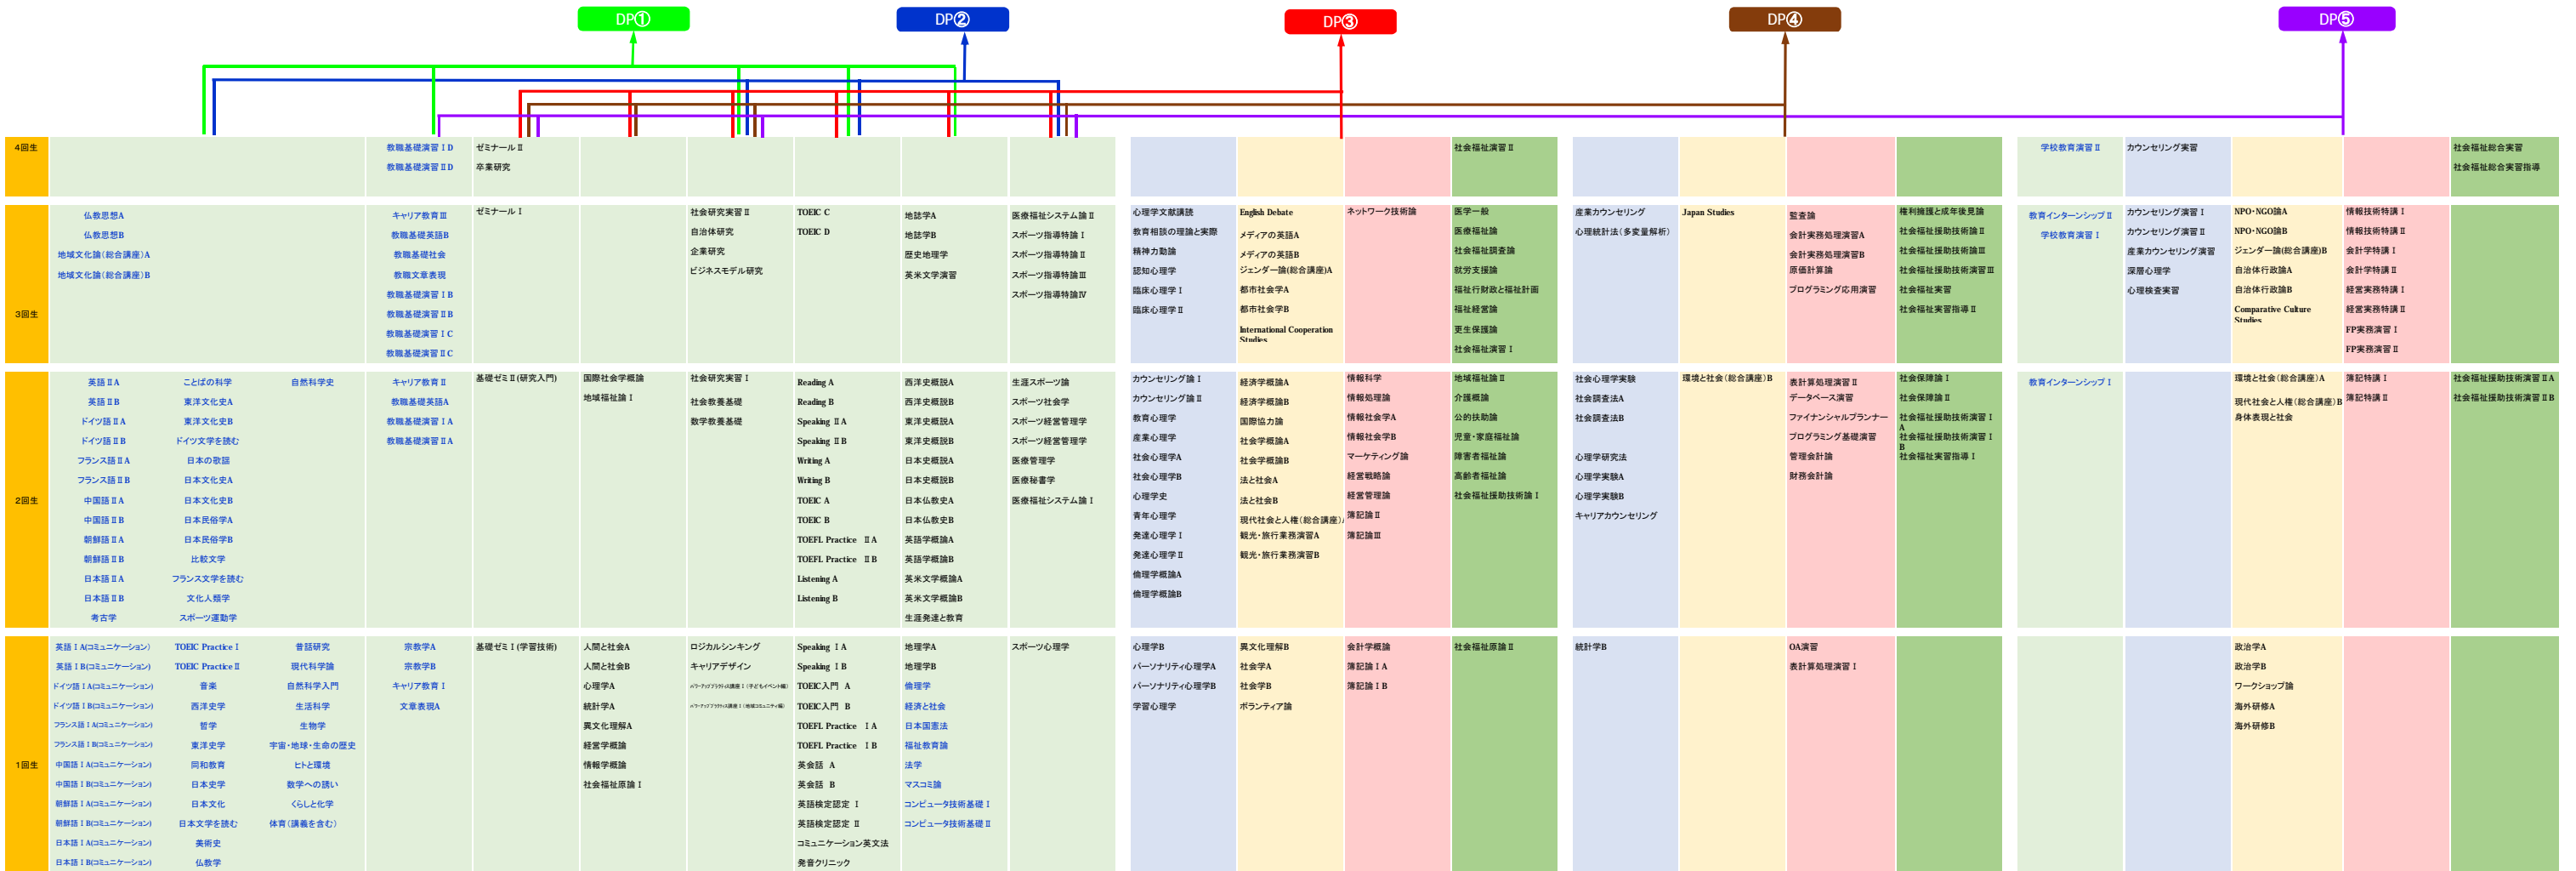 DP①
DP②
DP③
DP④
DP⑤
4回生
教職基礎演習ⅠD
教職基礎演習ⅡD
ゼミナールⅡ
卒業研究
社会福祉演習Ⅱ
学校教育演習Ⅱ
カウンセリング実習
社会福祉総合実習
社会福祉総合実習指導
3回生
仏教思想A
仏教思想B
地域文化論(総合講座)A
地域文化論(総合講座)B
キャリア教育Ⅲ
教職基礎英語B
教職基礎社会
教職文章表現
教職基礎演習ⅠB
教職基礎演習ⅡB
教職基礎演習ⅠC
教職基礎演習ⅡC
ゼミナールⅠ
社会研究実習Ⅱ
自治体研究
企業研究
ビジネスモデル研究
TOEIC C
TOEIC D
地誌学A
地誌学B
歴史地理学
英米文学演習
医療福祉システム論Ⅱ
スポーツ指導特論Ⅰ
スポーツ指導特論Ⅱ
スポーツ指導特論Ⅲ
スポーツ指導特論Ⅳ
心理学文献講読
教育相談の理論と実際
精神力動論
認知心理学
臨床心理学Ⅰ
臨床心理学Ⅱ
English Debate
メディアの英語A
メディアの英語B
ジェンダー論(総合講座)A
都市社会学A
都市社会学B
International Cooperation
Studies
ネットワーク技術論
医学一般
医療福祉論
社会福祉調査論
就労支援論
福祉行財政と福祉計画
福祉経営論
更生保護論
社会福祉演習Ⅰ
産業カウンセリング
心理統計法(多変量解析)
Japan Studies
監査論
会計実務処理演習A
会計実務処理演習B
原価計算論
プログラミング応用演習
権利擁護と成年後見論
社会福祉援助技術論Ⅱ
社会福祉援助技術論Ⅲ
社会福祉援助技術演習Ⅲ
社会福祉実習
社会福祉実習指導Ⅱ
教育インターンシップⅡ
学校教育演習Ⅰ
カウンセリング演習Ⅰ
カウンセリング演習Ⅱ
産業カウンセリング演習
深層心理学
心理検査実習
NPO・NGO論A
NPO・NGO論B
ジェンダー論(総合講座)B
自治体行政論A
自治体行政論B
Comparative Culture
Studies
情報技術特講Ⅰ
情報技術特講Ⅱ
会計学特講Ⅰ
会計学特講Ⅱ
経営実務特講Ⅰ
経営実務特講Ⅱ
FP実務演習Ⅰ
FP実務演習Ⅱ
2回生
英語ⅡA
英語ⅡB
ドイツ語ⅡA
ドイツ語ⅡB
フランス語ⅡA
フランス語ⅡB
中国語ⅡA
中国語ⅡB
朝鮮語ⅡA
朝鮮語ⅡB
日本語ⅡA
日本語ⅡB
考古学
ことばの科学
東洋文化史A
東洋文化史B
ドイツ文学を読む
日本の歌謡
日本文化史A
日本文化史B
日本民俗学A
日本民俗学B
比較文学
フランス文学を読む
文化人類学
スポーツ運動学
自然科学史
キャリア教育Ⅱ
教職基礎英語A
教職基礎演習ⅠA
教職基礎演習ⅡA
基礎ゼミⅡ(研究入門)
国際社会学概論
地域福祉論Ⅰ
社会研究実習Ⅰ
社会教養基礎
数学教養基礎
Reading A
Reading B
Speaking ⅡA
Speaking ⅡB
Writing A
Writing B
TOEIC A
TOEIC B
TOEFL Practice ⅡA
TOEFL Practice ⅡB
Listening A
Listening B
西洋史概説A
西洋史概説B
東洋史概説A
東洋史概説B
日本史概説A
日本史概説B
日本仏教史A
日本仏教史B
英語学概論A
英語学概論B
英米文学概論A
英米文学概論B
生涯発達と教育
生涯スポーツ論
スポーツ社会学
スポーツ経営管理学
スポーツ経営管理学
医療管理学
医療秘書学
医療福祉システム論Ⅰ
カウンセリング論Ⅰ
カウンセリング論Ⅱ
教育心理学
産業心理学
社会心理学A
社会心理学B
心理学史
青年心理学
発達心理学Ⅰ
発達心理学Ⅱ
倫理学概論A
倫理学概論B
経済学概論A
経済学概論B
国際協力論
社会学概論A
社会学概論B
法と社会A
法と社会B
現代社会と人権(総合講座)
観光・旅行業務演習A
観光・旅行業務演習B
情報科学
情報処理論
情報社会学A
情報社会学B
マーケティング論
経営戦略論
経営管理論
簿記論Ⅱ
簿記論Ⅲ
地域福祉論Ⅱ
介護概論
公的扶助論
児童・家庭福祉論
障害者福祉論
高齢者福祉論
社会福祉援助技術論Ⅰ
社会心理学実験
社会調査法A
社会調査法B
心理学研究法
心理学実験A
心理学実験B
キャリアカウンセリング
環境と社会(総合講座)B
表計算処理演習Ⅱ
データベース演習
ファイナンシャルプランナー
プログラミング基礎演習
管理会計論
財務会計論
社会保障論Ⅰ
社会保障論Ⅱ
社会福祉援助技術演習Ⅰ
A
社会福祉援助技術演習Ⅰ
B
社会福祉実習指導Ⅰ
教育インターンシップⅠ
環境と社会(総合講座)A
現代社会と人権(総合講座)B
身体表現と社会
簿記特講Ⅰ
簿記特講Ⅱ
社会福祉援助技術演習ⅡA
社会福祉援助技術演習ⅡB
1回生
英語ⅠA(コミュニケーション)
英語ⅠB(コミュニケーション)
ドイツ語ⅠA(コミュニケーション)
ドイツ語ⅠB(コミュニケーション)
フランス語ⅠA(コミュニケーション)
フランス語ⅠB(コミュニケーション)
中国語ⅠA(コミュニケーション)
中国語ⅠB(コミュニケーション)
朝鮮語ⅠA(コミュニケーション)
朝鮮語ⅠB(コミュニケーション)
日本語ⅠA(コミュニケーション)
日本語ⅠB(コミュニケーション)
TOEIC PracticeⅠ
TOEIC PracticeⅡ
音楽
西洋史学
哲学
東洋史学
同和教育
日本史学
日本文化
日本文学を読む
美術史
仏教学
昔話研究
現代科学論
自然科学入門
生活科学
生物学
宇宙・地球・生命の歴史
ヒトと環境
数学への誘い
くらしと化学
体育(講義を含む)
宗教学A
宗教学B
キャリア教育Ⅰ
文章表現A
基礎ゼミⅠ(学習技術)
人間と社会A
人間と社会B
心理学A
統計学A
異文化理解A
経営学概論
情報学概論
社会福祉原論Ⅰ
ロジカルシンキング
キャリアデザイン
Speaking ⅠA
Speaking ⅠB
TOEIC入門 A
TOEIC入門 B
TOEFL Practice ⅠA
TOEFL Practice ⅠB
英会話 A
英会話 B
英語検定認定 Ⅰ
英語検定認定 Ⅱ
コミュニケーション英文法
発音クリニック
地理学A
地理学B
倫理学
経済と社会
日本国憲法
福祉教育論
法学
マスコミ論
コンピュータ技術基礎Ⅰ
コンピュータ技術基礎Ⅱ
スポーツ心理学
心理学B
パーソナリティ心理学A
パーソナリティ心理学B
学習心理学
異文化理解B
社会学A
社会学B
ボランティア論
会計学概論
簿記論ⅠA
簿記論ⅠB
社会福祉原論Ⅱ
統計学B
OA演習
表計算処理演習Ⅰ
政治学A
政治学B
ワークショップ論
海外研修A
海外研修B